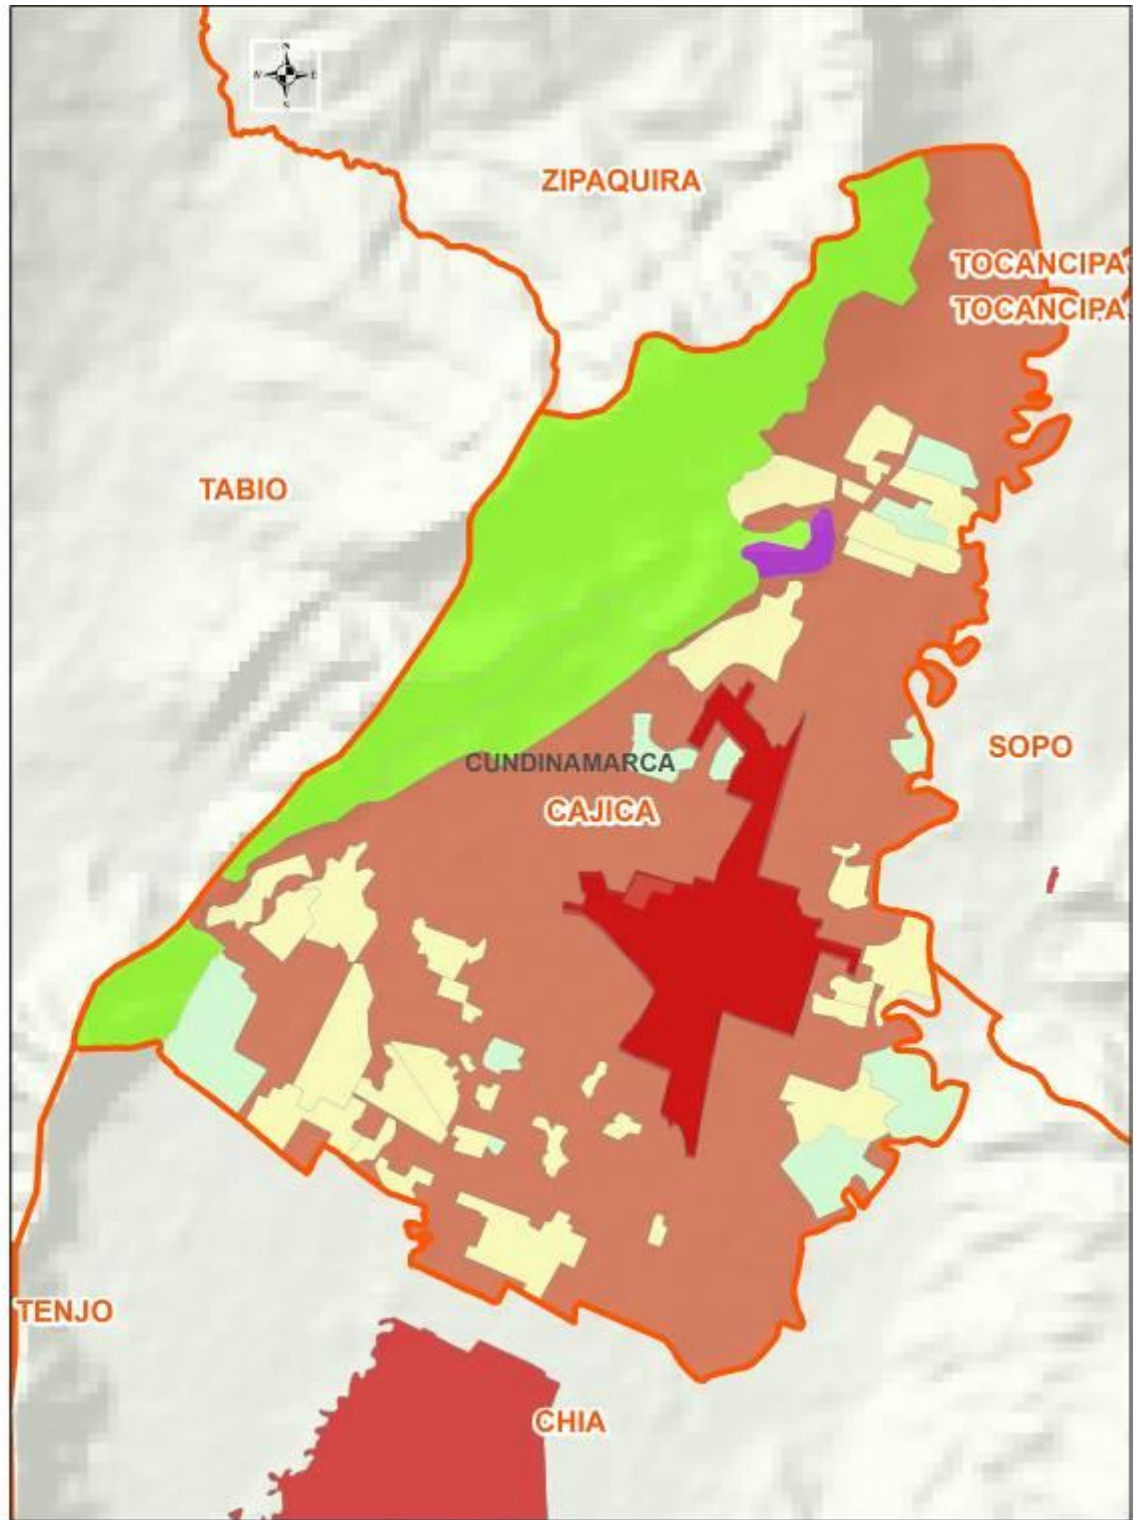 N
E
S
ZIPAQUIRA
TOCANCIPA
TOCANCIPA
TABIO
SOPO
CUNDINAMARCA
CAJICA
TENJO
CHIA